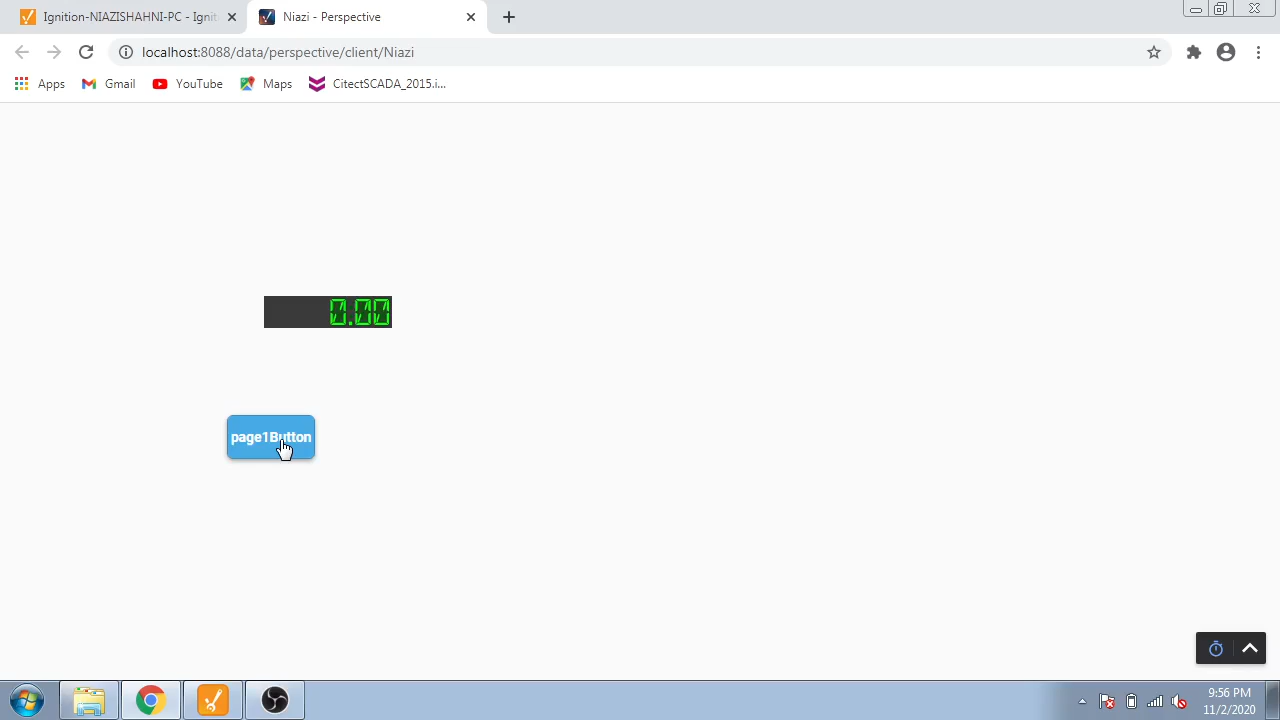 Ignition-NIAZISHAHNI-PC - Ignit
Niazi - Perspective
localhost:8088/data/perspective/client/Niazi
Apps
Gmail
YouTube
Maps
CitectSCADA_2015.i...
0.00
page1Button
9:56 PM
11/2/2020